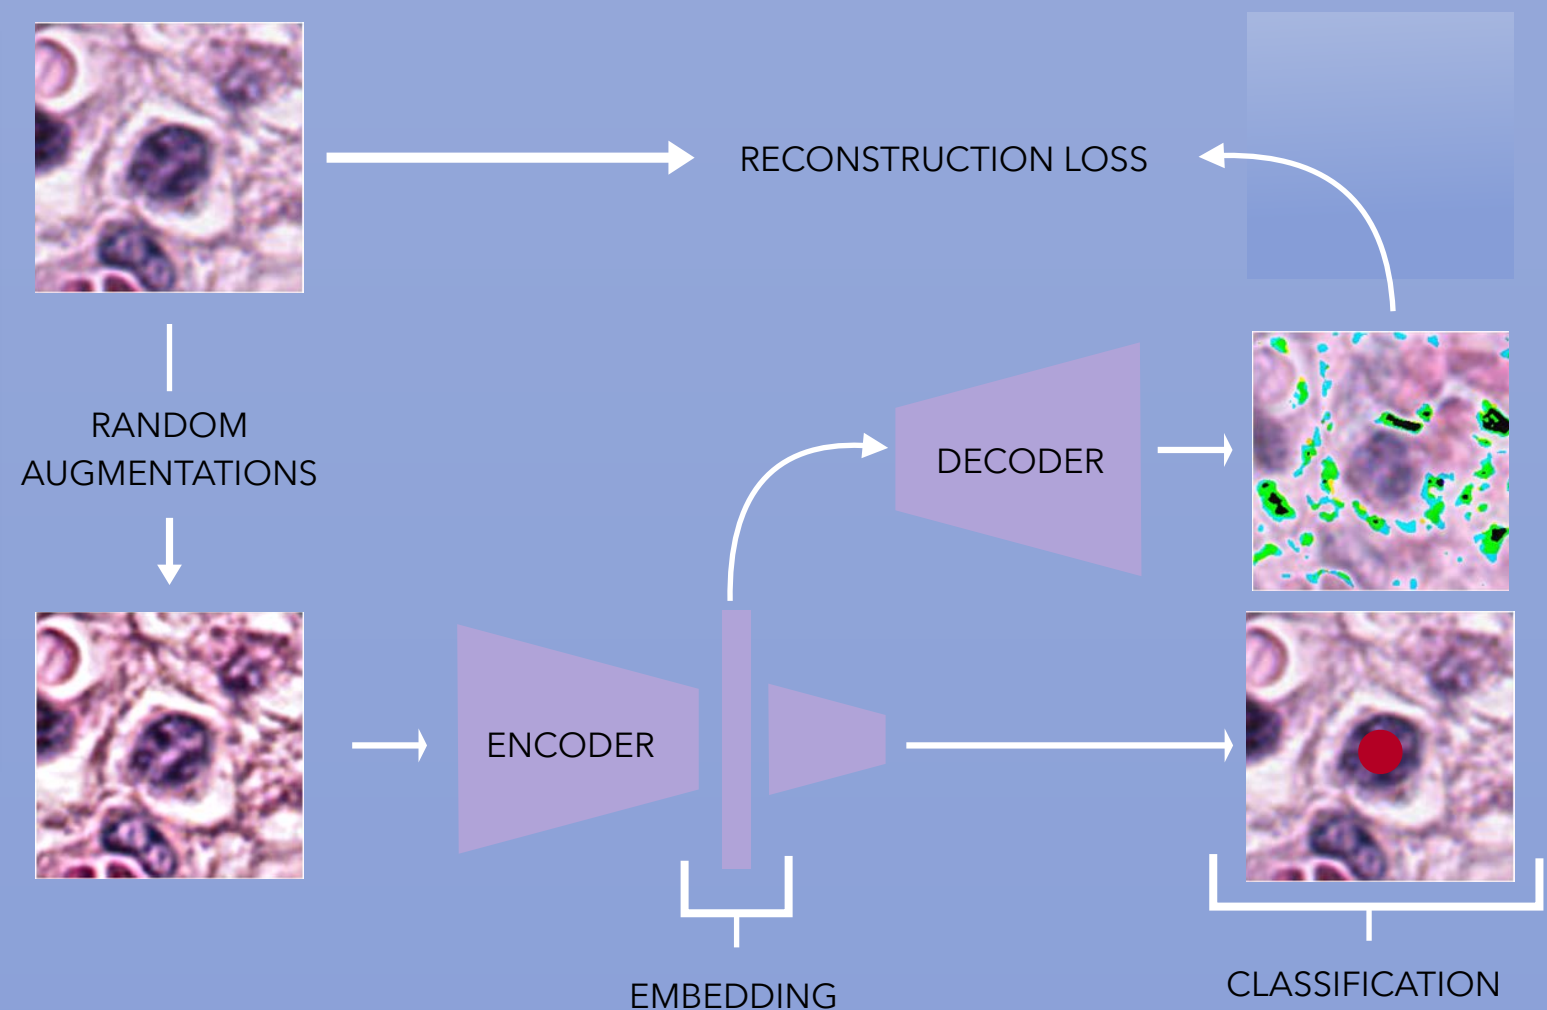 RECONSTRUCTION LOSS
RANDOM
AUGMENTATIONS
DECODER
ENCODER
EMBEDDING
CLASSIFICATION